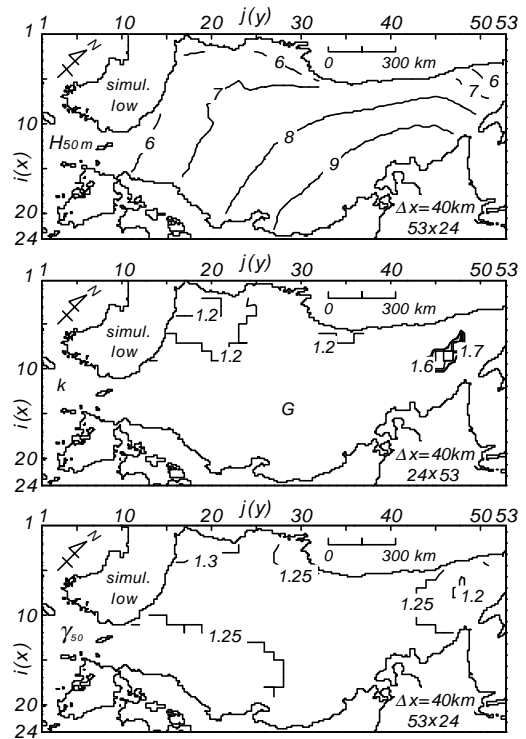 j(y)
1 10 20 30 40 50 53
N
simul.
low
0 300 km
6
6
7
7
H50m
6
8
9
i(x)
1
10
20
24
Δx=40km
53x24
j(y)
1 10 20 30 40 50 53
N
simul.
low
0 300 km
1.2
1.2
1.2
1.6
1.7
k
G
i(x)
1
10
20
24
Δx=40km
24x53
j(y)
1 10 20 30 40 50 53
N
simul.
low
0 300 km
1.3
1.25
1.25
1.2
γ50
1.25
i(x)
1
10
20
24
Δx=40km
53x24